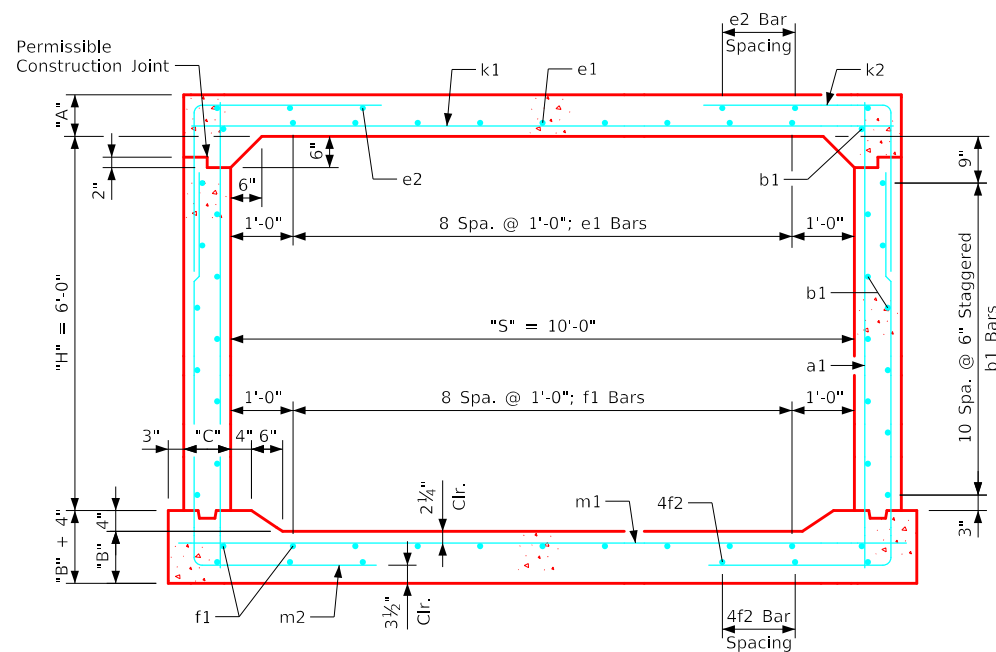 e2 Bar
Spacing
Permissible
Construction Joint
k1
e1
k2
"A"
6"
9"
2"
e2
b1
6"
1'-0"
8 Spa. @ 1'-0"; e1 Bars
1'-0"
b1
"H" = 6'-0"
"S" = 10'-0"
10 Spa. @ 6" Staggered
b1 Bars
a1
1'-0"
8 Spa. @ 1'-0"; f1 Bars
1'-0"
3"
"C"
4"
6"
2¼"
Clr.
m1
4f2
"B" + 4"
"B"
4"
3"
f1
m2
3½"
Clr.
4f2 Bar
Spacing